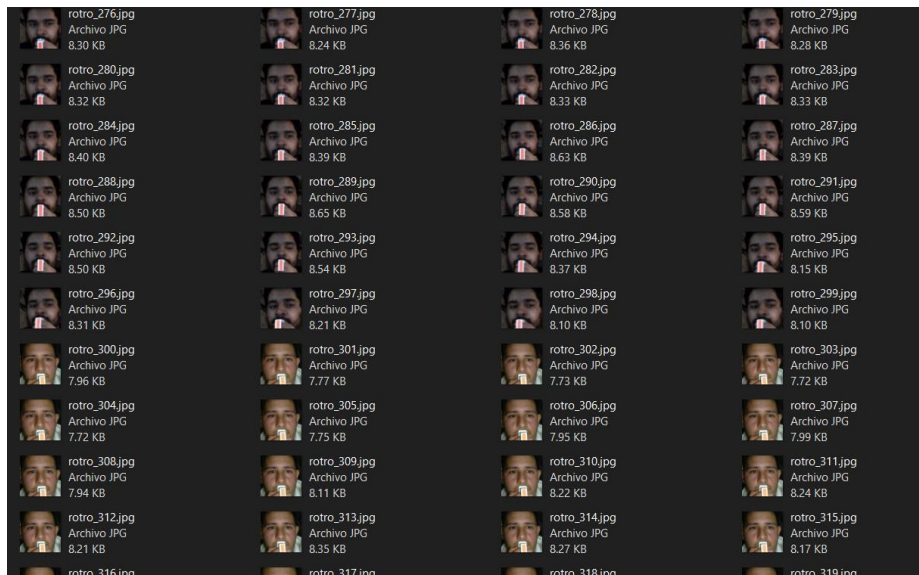 rotro_276.jpg
Archivo JPG
8.30 KB
rotro_277.jpg
Archivo JPG
8.24 KB
rotro_278.jpg
Archivo JPG
8.36 KB
rotro_279.jpg
Archivo JPG
8.28 KB
rotro_280.jpg
Archivo JPG
8.32 KB
rotro_281.jpg
Archivo JPG
8.32 KB
rotro_282.jpg
Archivo JPG
8.33 KB
rotro_283.jpg
Archivo JPG
8.33 KB
rotro_284.jpg
Archivo JPG
8.40 KB
rotro_285.jpg
Archivo JPG
8.39 KB
rotro_286.jpg
Archivo JPG
8.63 KB
rotro_287.jpg
Archivo JPG
8.39 KB
rotro_288.jpg
Archivo JPG
8.50 KB
rotro_289.jpg
Archivo JPG
8.65 KB
rotro_290.jpg
Archivo JPG
8.58 KB
rotro_291.jpg
Archivo JPG
8.59 KB
rotro_292.jpg
Archivo JPG
8.50 KB
rotro_293.jpg
Archivo JPG
8.54 KB
rotro_294.jpg
Archivo JPG
8.37 KB
rotro_295.jpg
Archivo JPG
8.15 KB
rotro_296.jpg
Archivo JPG
8.31 KB
rotro_297.jpg
Archivo JPG
8.21 KB
rotro_298.jpg
Archivo JPG
8.10 KB
rotro_299.jpg
Archivo JPG
8.10 KB
rotro_300.jpg
Archivo JPG
7.96 KB
rotro_301.jpg
Archivo JPG
7.77 KB
rotro_302.jpg
Archivo JPG
7.73 KB
rotro_303.jpg
Archivo JPG
7.72 KB
rotro_304.jpg
Archivo JPG
7.72 KB
rotro_305.jpg
Archivo JPG
7.75 KB
rotro_306.jpg
Archivo JPG
7.95 KB
rotro_307.jpg
Archivo JPG
7.99 KB
rotro_308.jpg
Archivo JPG
7.94 KB
rotro_309.jpg
Archivo JPG
8.11 KB
rotro_310.jpg
Archivo JPG
8.22 KB
rotro_311.jpg
Archivo JPG
8.24 KB
rotro_312.jpg
Archivo JPG
8.21 KB
rotro_313.jpg
Archivo JPG
8.35 KB
rotro_314.jpg
Archivo JPG
8.27 KB
rotro_315.jpg
Archivo JPG
8.17 KB
rotro_316.jpg
rotro_317.jpg
rotro_318.jpg
rotro_319.jpg